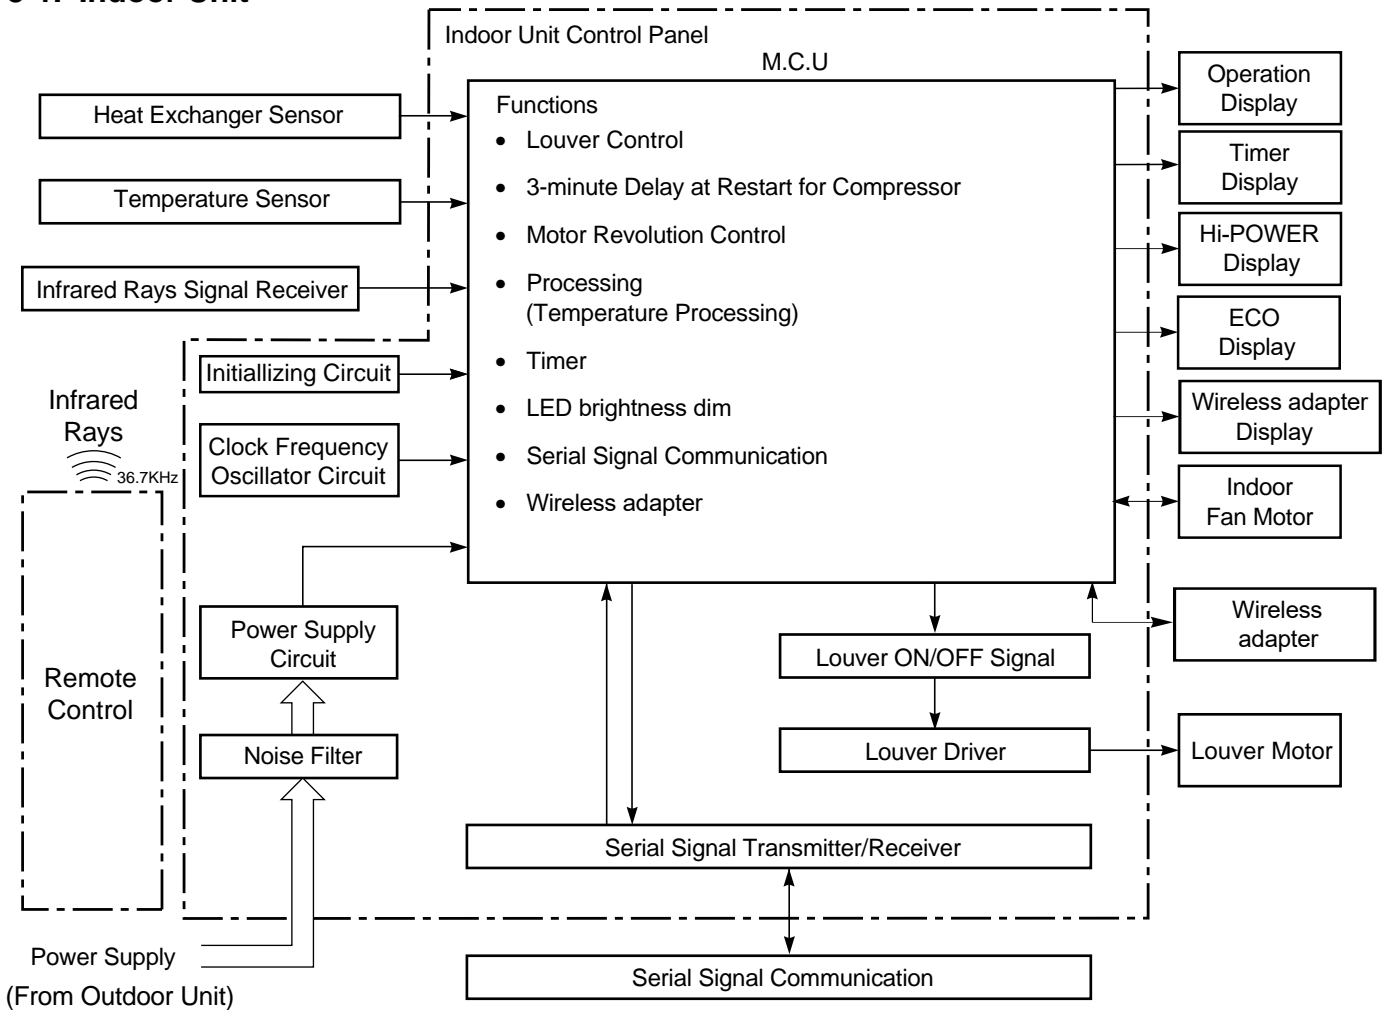 Indoor Unit
Indoor Unit Control Panel
M.C.U
Heat Exchanger Sensor
Temperature Sensor
Infrared Rays Signal Receiver
Initiallizing Circuit
Clock Frequency
Oscillator Circuit
Infrared
Rays
36.7KHz
Remote
Control
Power Supply
Circuit
Noise Filter
Power Supply
(From Outdoor Unit)
Functions
• Louver Control
• 3-minute Delay at Restart for Compressor
• Motor Revolution Control
• Processing
(Temperature Processing)
• Timer
• LED brightness dim
• Serial Signal Communication
• Wireless adapter
Louver ON/OFF Signal
Louver Driver
Serial Signal Transmitter/Receiver
Serial Signal Communication
Operation
Display
Timer
Display
Hi-POWER
Display
ECO
Display
Wireless adapter
Display
Indoor
Fan Motor
Wireless
adapter
Louver Motor